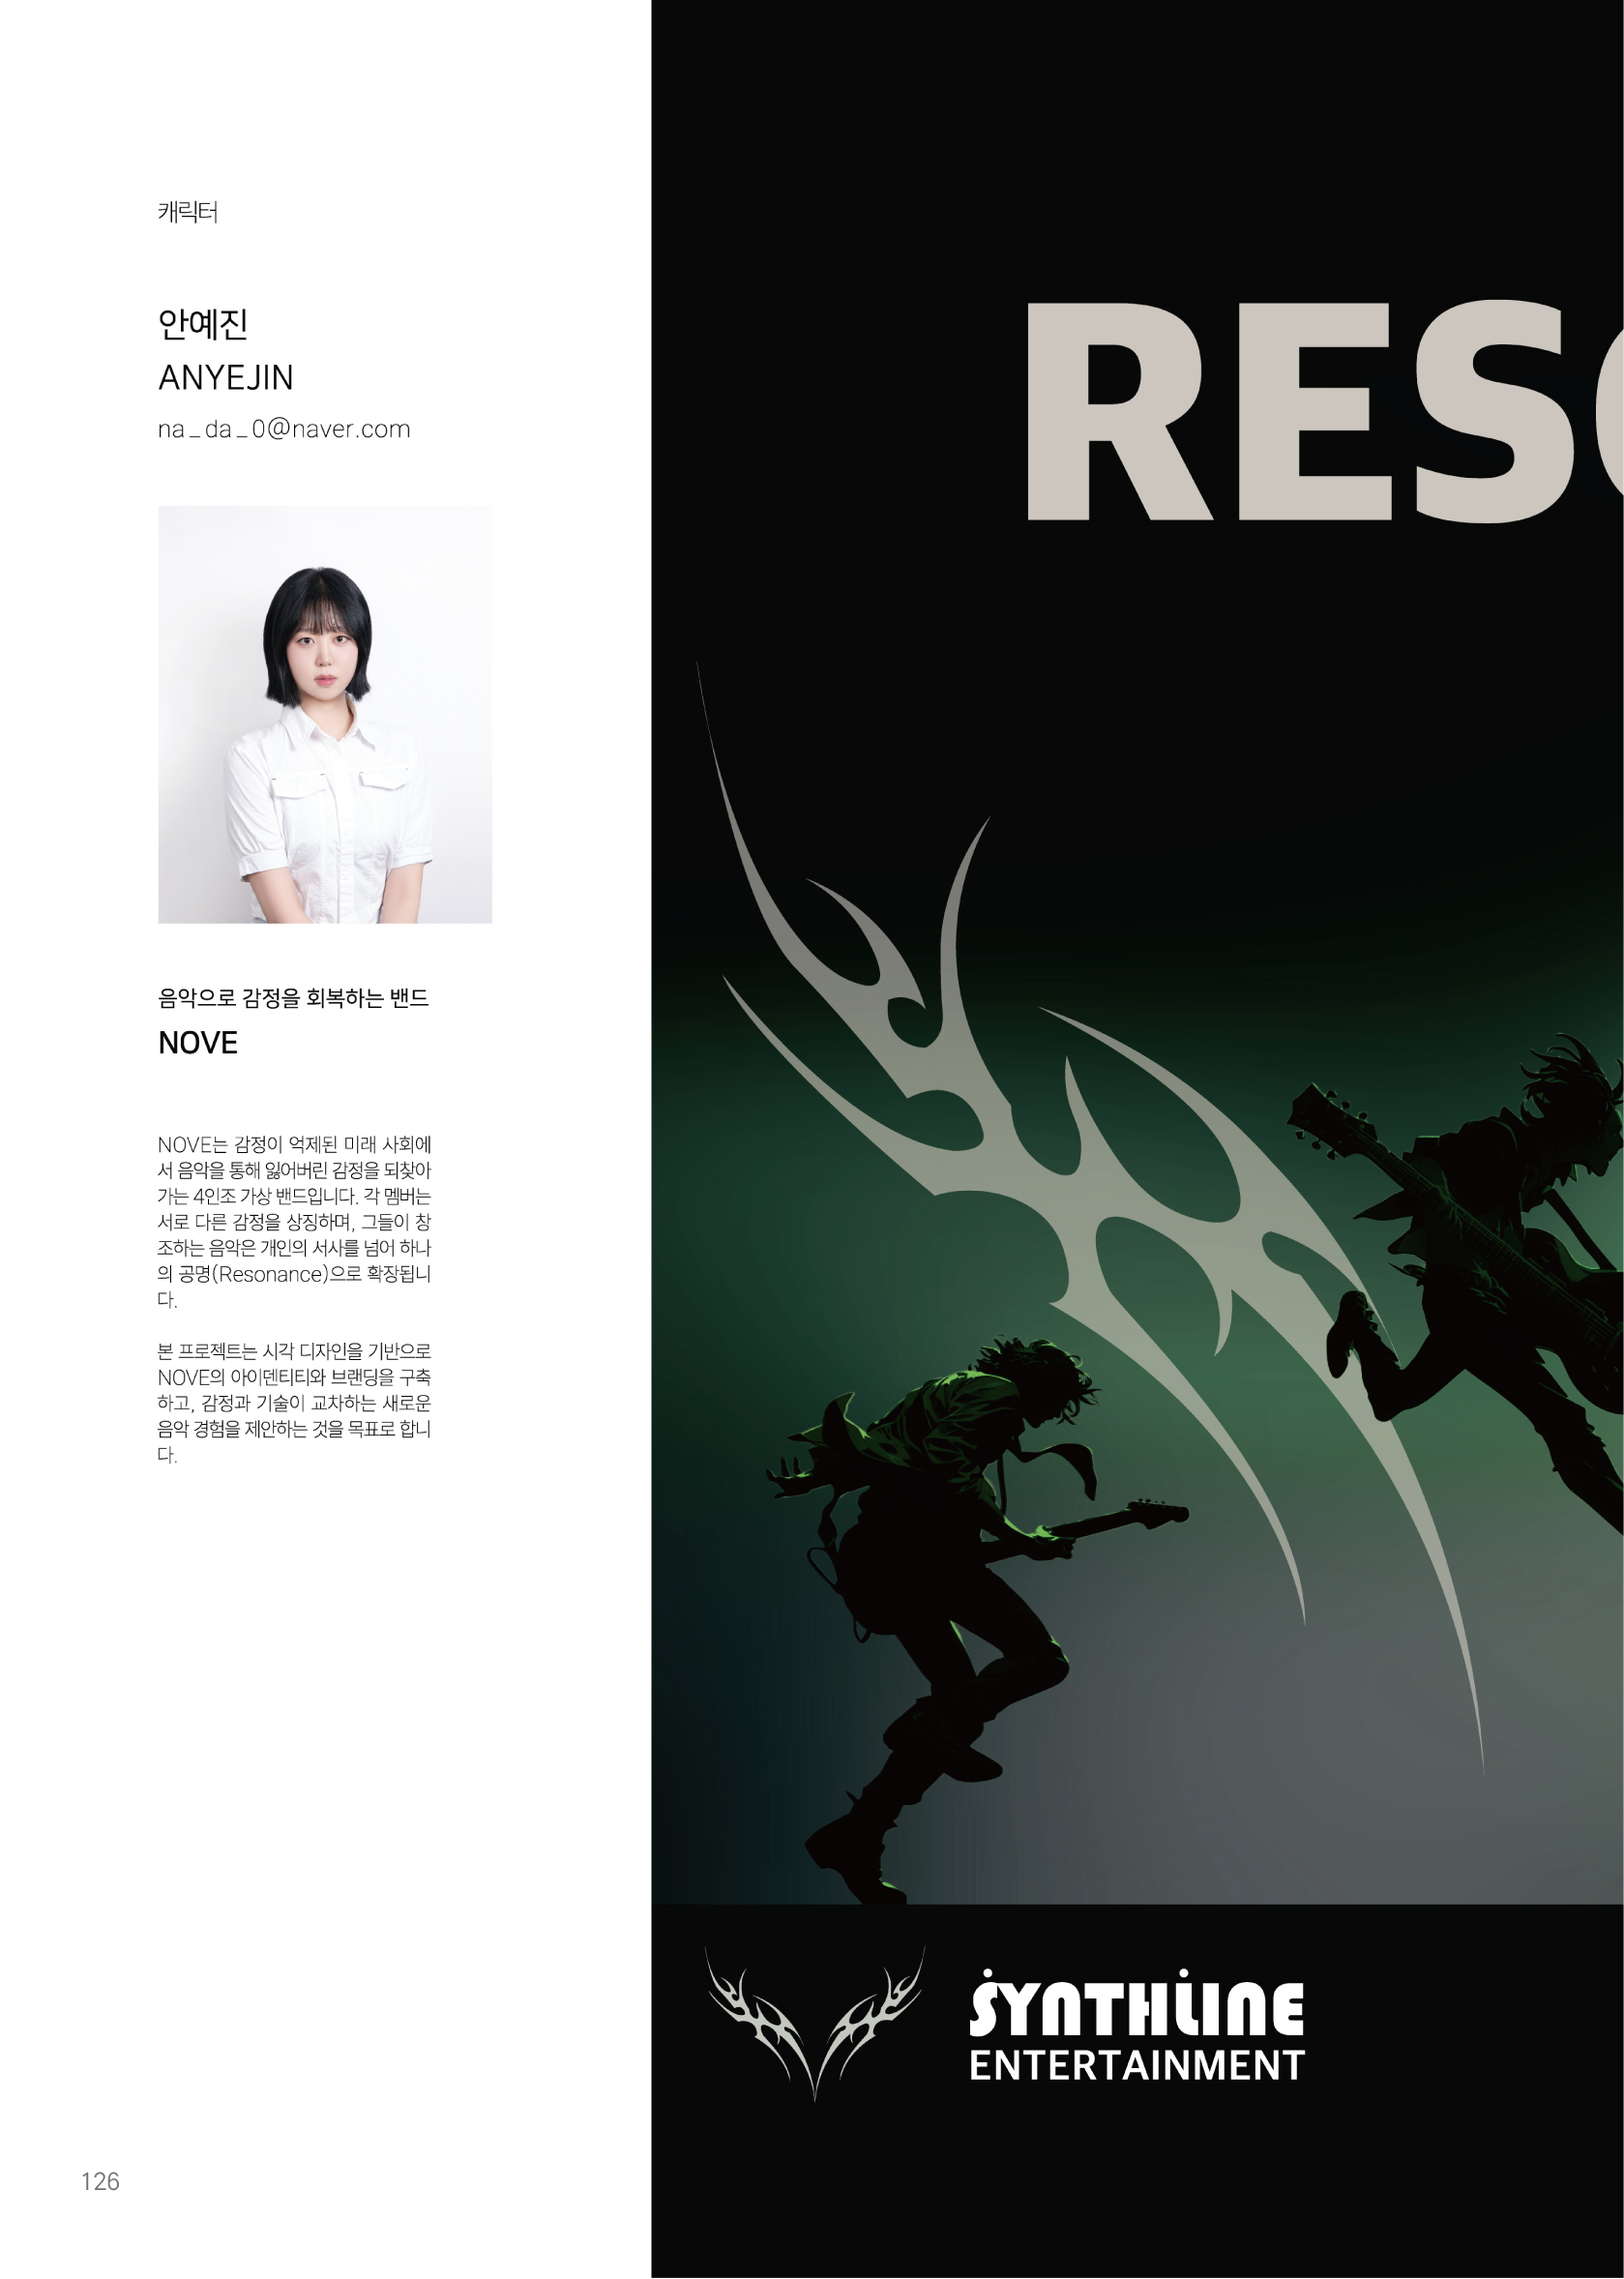 캐릭터
안예진
ANYEJIN
na_da_0@naver.com
음악으로 감정을 회복하는 밴드
NOVE
NOVE는 감정이 억제된 미래 사회에
서 음악을 통해 잃어버린 감정을 되찾아
가는 4인조 가상 밴드입니다. 각 멤버는
서로 다른 감정을 상징하며, 그들이 창
조하는 음악은 개인의 서사를 넘어 하나
의 공명(Resonance)으로 확장됩니
다.
본 프로젝트는 시각 디자인을 기반으로
NOVE의 아이덴티티와 브랜딩을 구축
하고, 감정과 기술이 교차하는 새로운
음악 경험을 제안하는 것을 목표로 합니
다.
126
RESO
SYNTHLINE
ENTERTAINMENT